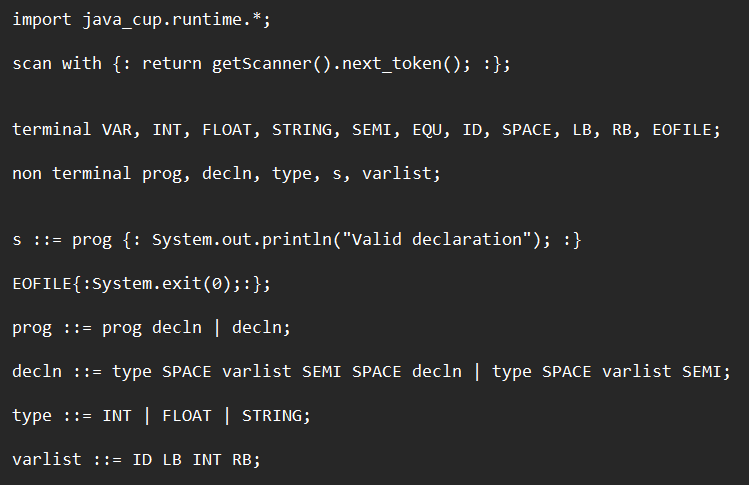 import java_cup.runtime.*;
scan with {: return getScanner().next_token(); :};
terminal VAR, INT, FLOAT, STRING, SEMI, EQU, ID, SPACE, LB, RB, EOFILE;
non terminal prog, decln, type, s, varlist;
s ::= prog {: System.out.println("Valid declaration"); :}
EOFILE{:System.exit(0);:};
prog ::= prog decln | decln;
decln ::= type SPACE varlist SEMI SPACE decln | type SPACE varlist SEMI;
type ::= INT | FLOAT | STRING;
varlist ::= ID LB INT RB;